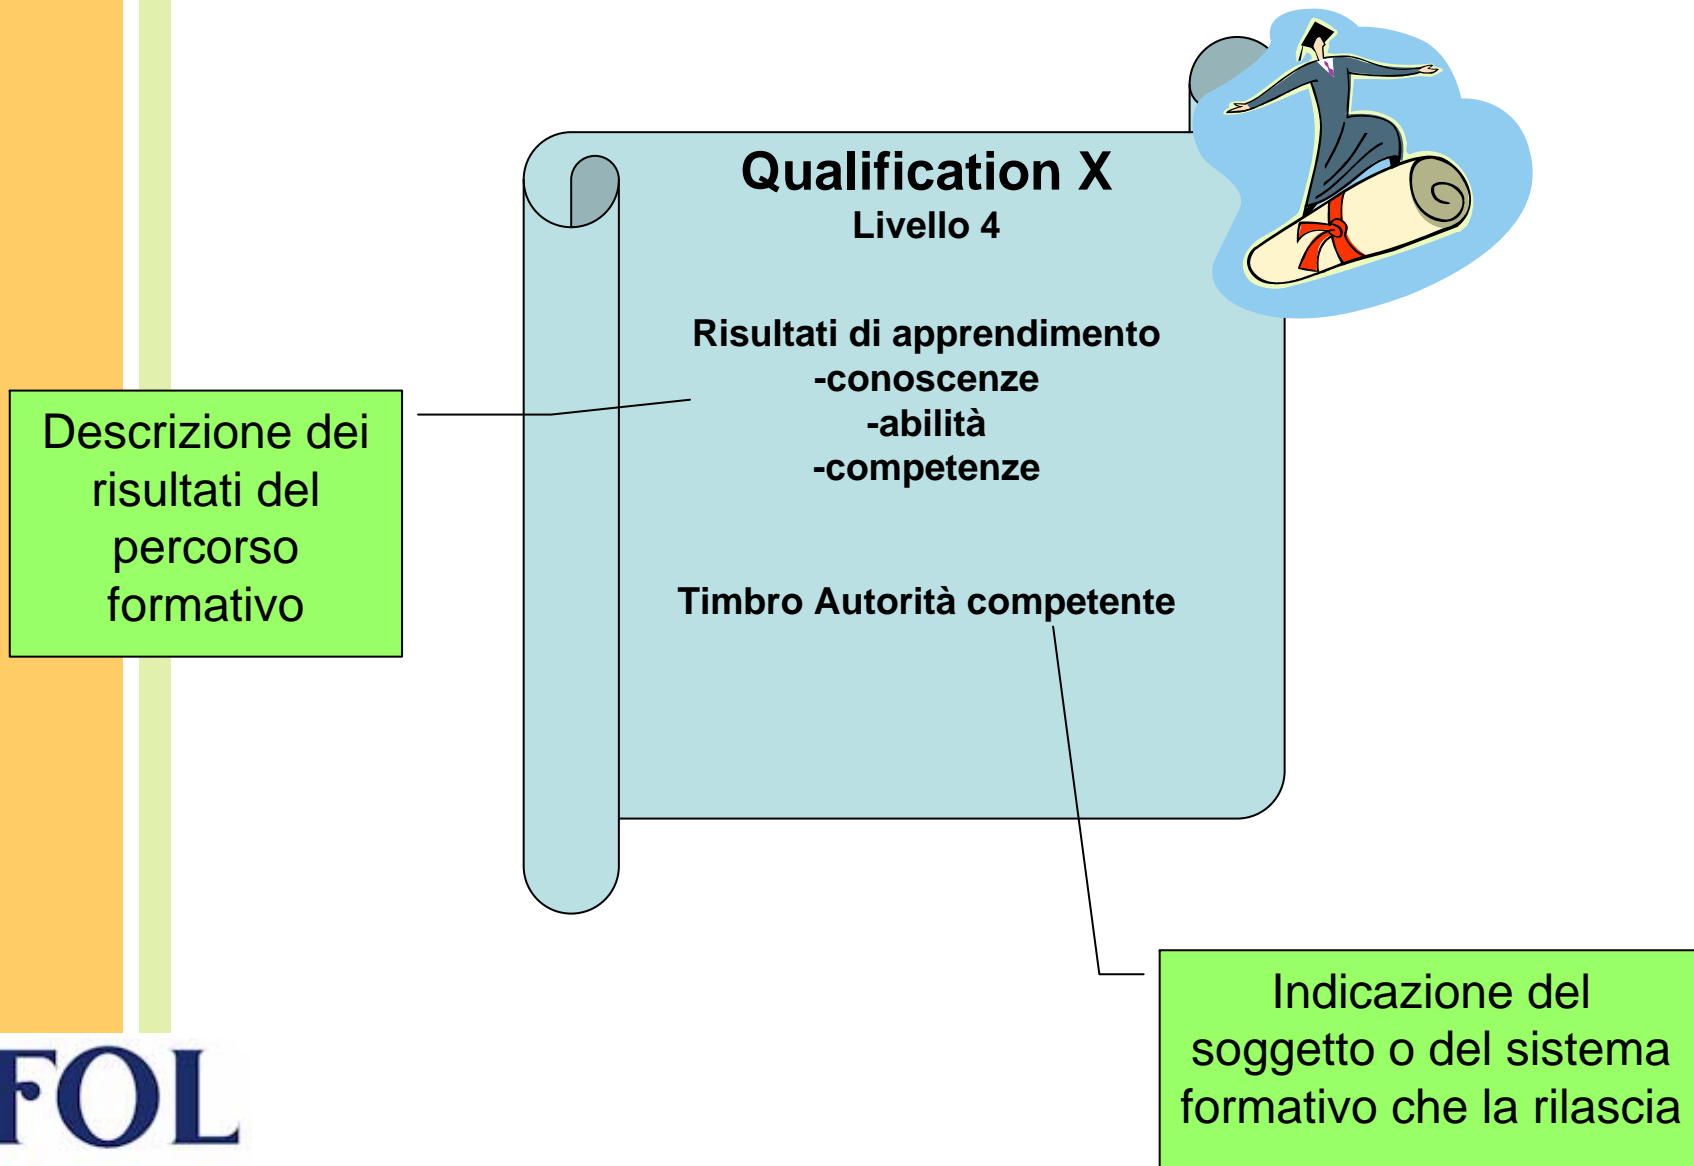 Qualification X
Livello 4
Risultati di apprendimento
-conoscenze
-abilità
-competenze
Timbro Autorità competente
Descrizione dei
risultati del
percorso
formativo
Indicazione del
soggetto o del sistema
formativo che la rilascia
FOL